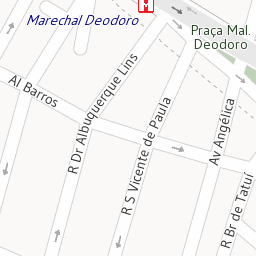 Marechal Deodoro
Praça Mal.
Deodoro
Al Barros
R Dr Albuquerque Lins
R S Vicente de Paula
Av Angélica
R Br de Tatuí